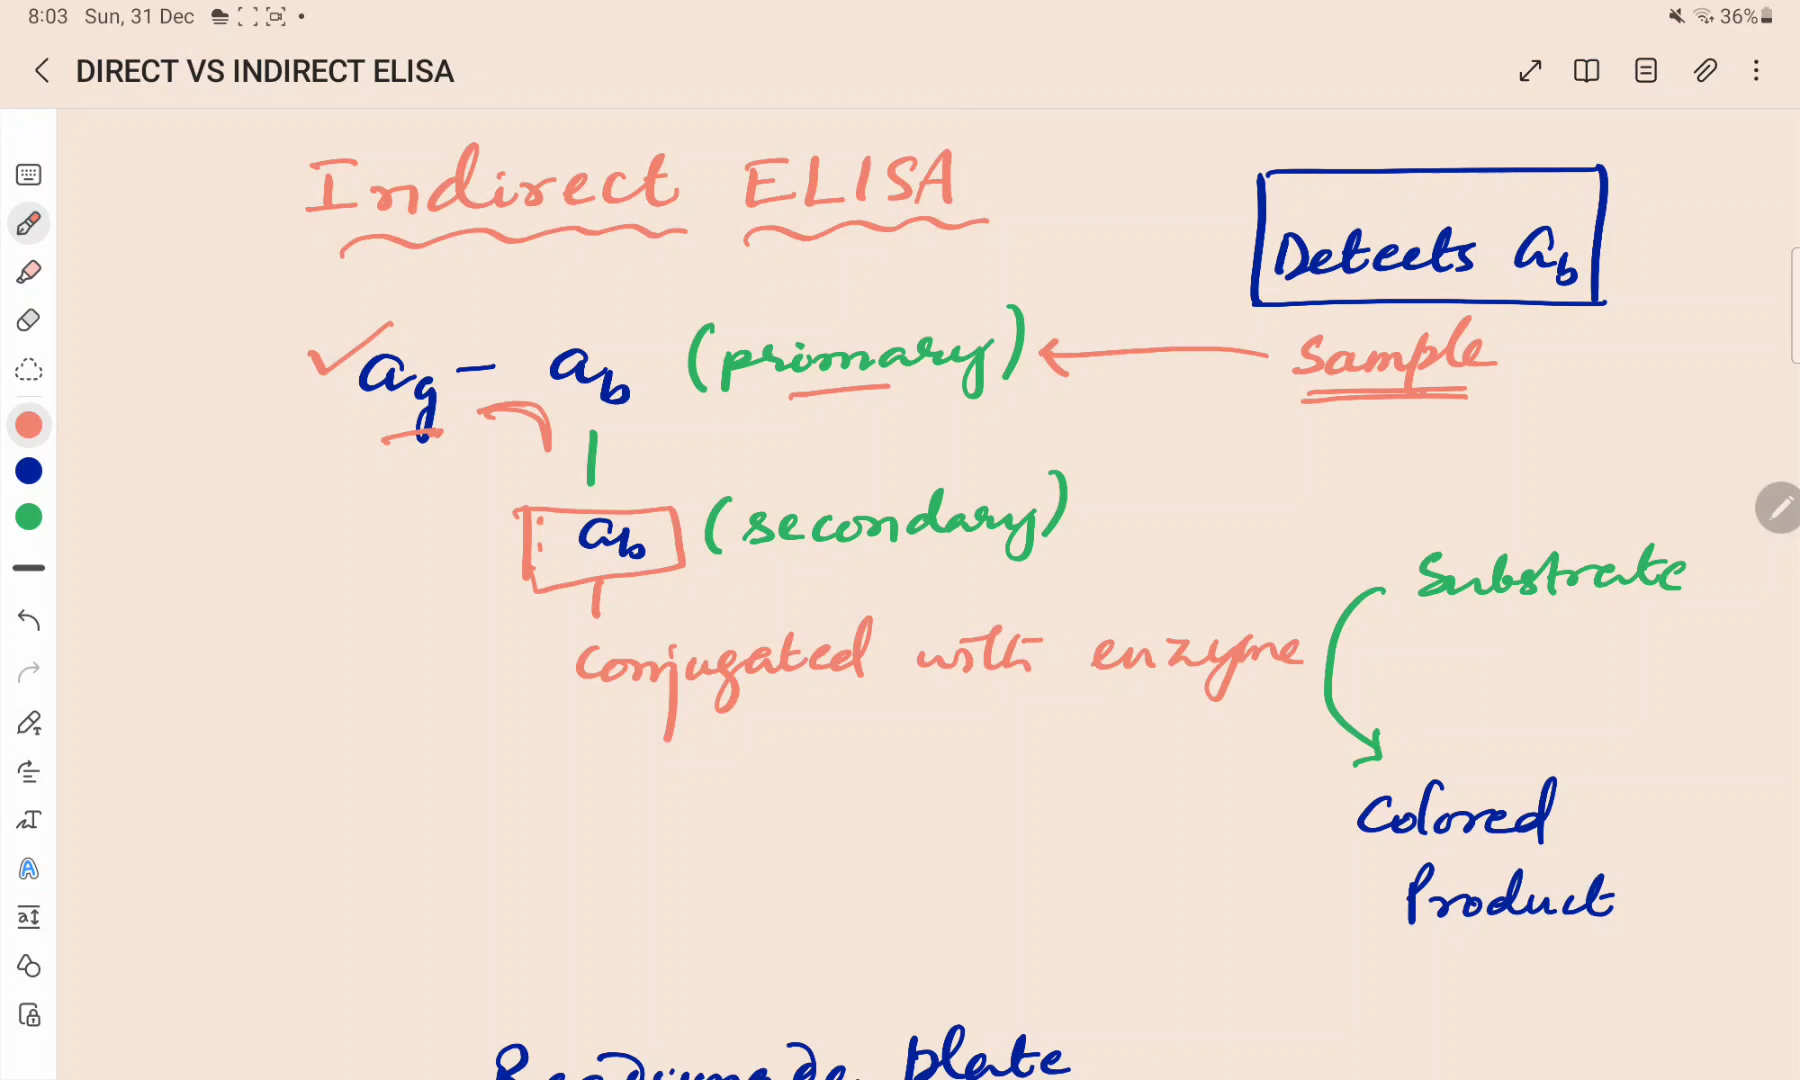 8:03 Sun, 31 Dec
36%
DIRECT VS INDIRECT ELISA
Indirect ELISA
Detects ab
ag - ab (primary)
Sample
ab (secondary)
Substrate
conjugated with enzyme
Colored
Product
Readymade plate